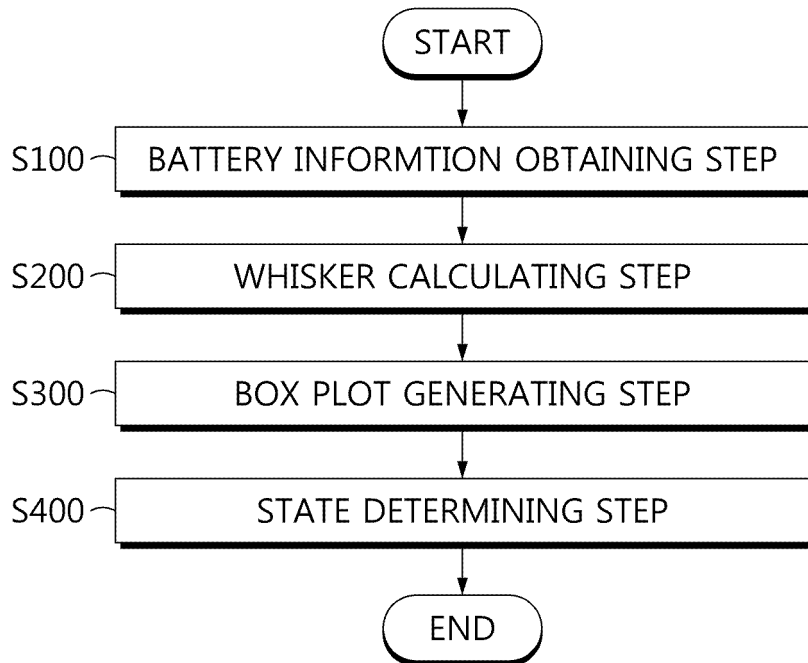 START
S100 BATTERY INFORMTION OBTAINING STEP
S200 WHISKER CALCULATING STEP
S300 BOX PLOT GENERATING STEP
S400 STATE DETERMINING STEP
END